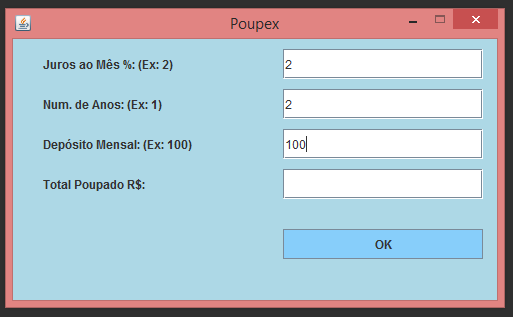 Poupex
Juros ao Mês %: (Ex: 2) 2
Num. de Anos: (Ex: 1) 2
Depósito Mensal: (Ex: 100) 100
Total Poupado R$:
OK